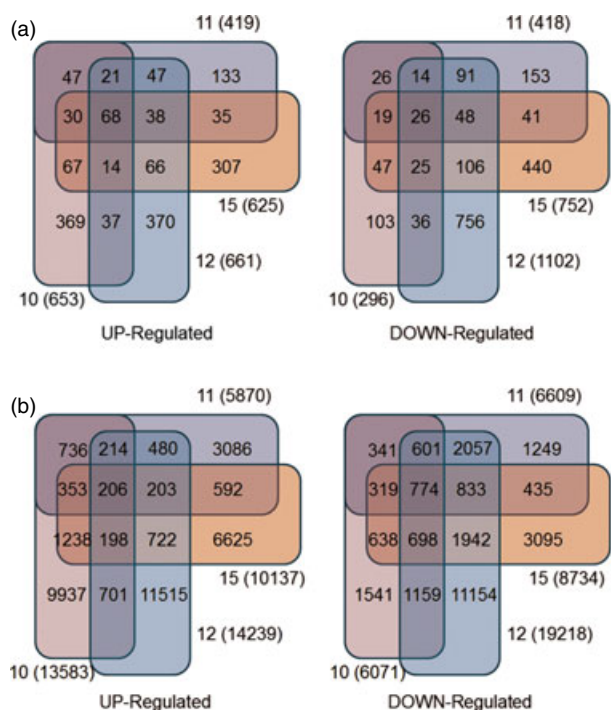 (a)
11 (419)
47 21 47 133
30 68 38 35
67 14 66 307
15 (625)
369 37 370
12 (661)
10 (653)
UP-Regulated
11 (418)
26 14 91 153
19 26 48 41
47 25 106 440
15 (752)
103 36 756
12 (1102)
10 (296)
DOWN-Regulated
(b)
11 (5870)
736 214 480 3086
353 206 203 592
1238 198 722 6625
15 (10137)
9937 701 11515
12 (14239)
10 (13583)
UP-Regulated
11 (6609)
341 601 2057 1249
319 774 833 435
638 698 1942 3095
15 (8734)
1541 1159 11154
12 (19218)
10 (6071)
DOWN-Regulated